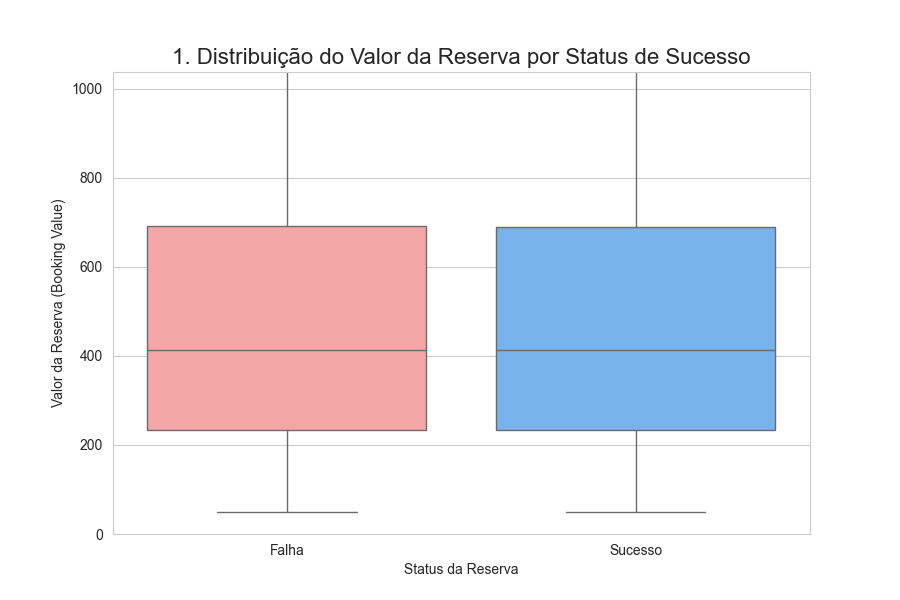 1. Distribuição do Valor da Reserva por Status de Sucesso
Valor da Reserva (Booking Value)
1000
800
600
400
200
0
Falha
Sucesso
Status da Reserva